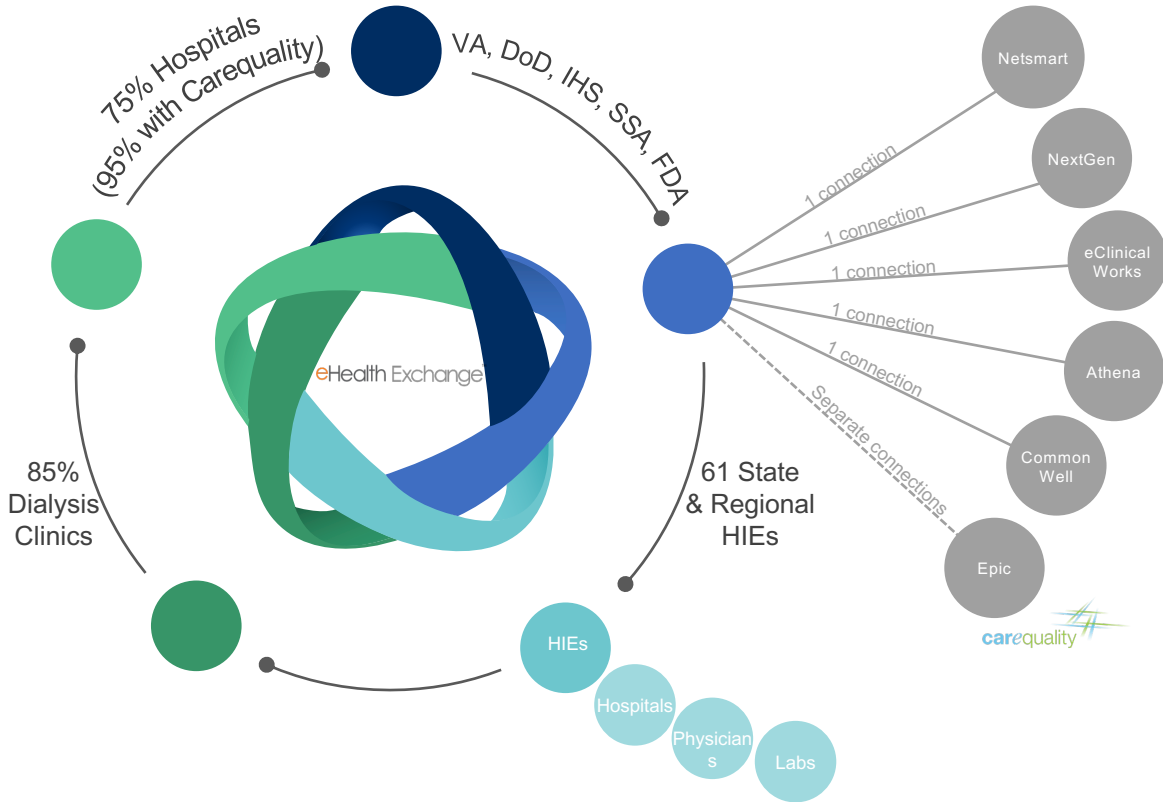 75% Hospitals
(95% with Carequality)
VA, DoD, IHS, SSA, FDA
Netsmart
1 connection
NextGen
1 connection
eClinical
Works
1 connection
Athena
1 connection
Common
Well
1 connection
Epic
Separate connections
carequality
eHealth Exchange
85%
Dialysis
Clinics
61 State
& Regional
HIEs
HIEs
Hospitals
Physician
s
Labs